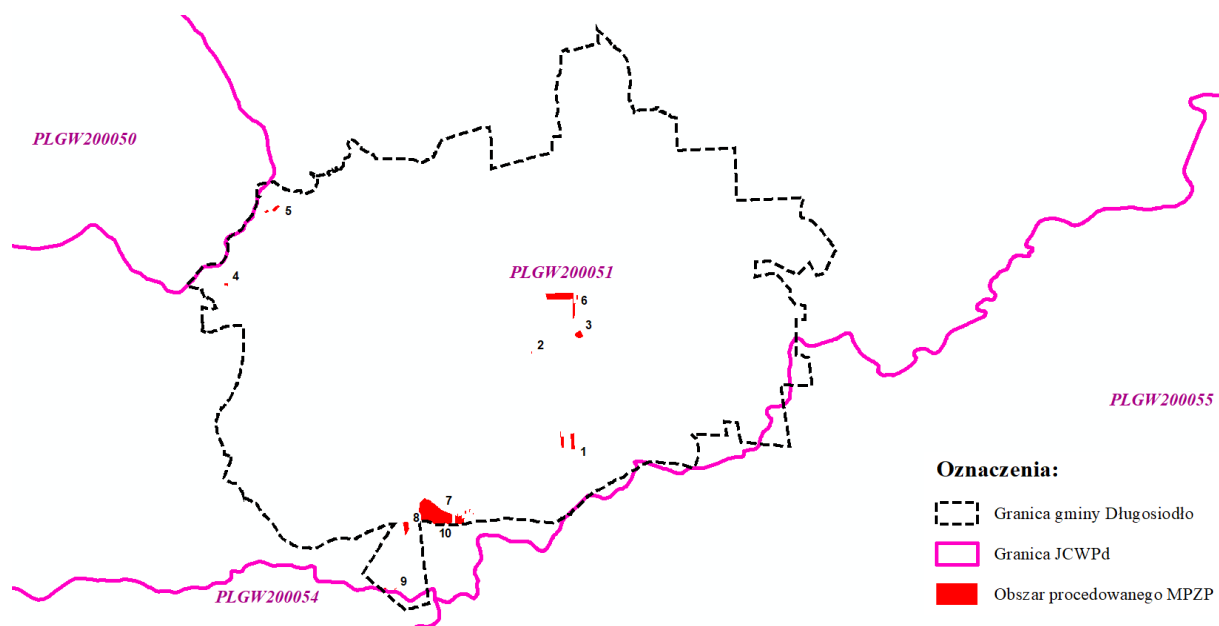 PLGW200050
5
4
PLGW200051
6
3
2
PLGW200055
1
7
8
10
9
PLGW200054
Oznaczenia:
Granica gminy Długosiodło
Granica JCWPd
Obszar procedowanego MPZP